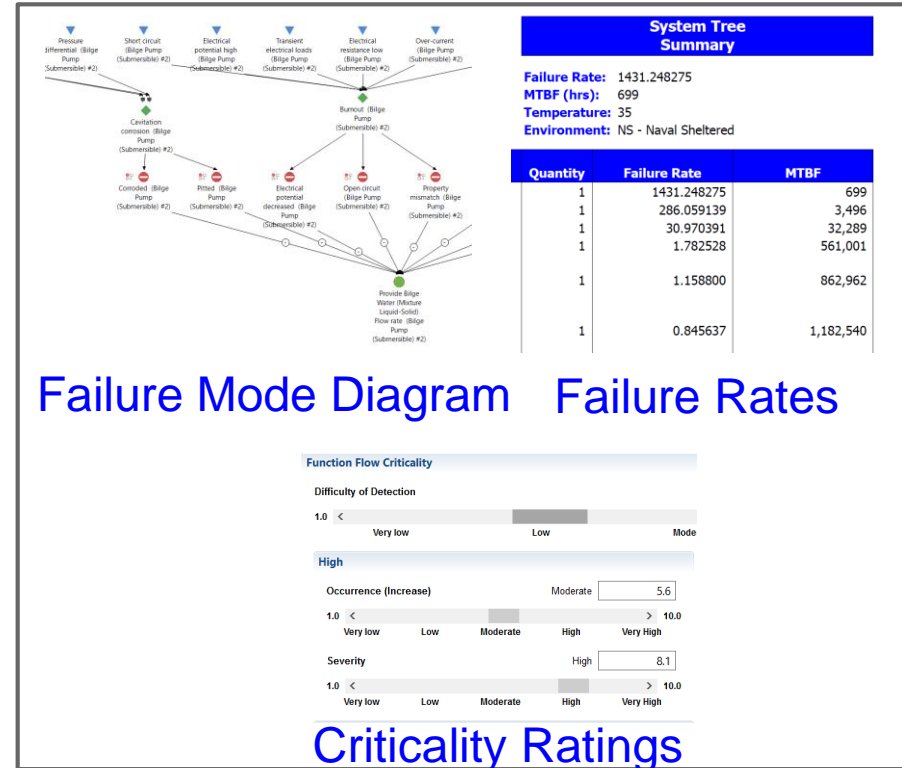 Pressure
differential (Bilge
Pump
(Submersible) #2)
Short circuit
(Bilge Pump
(Submersible) #2)
Electrical
potential high
(Bilge Pump
(Submersible) #2)
Transient
electrical loads
(Bilge Pump
(Submersible) #2)
Electrical
resistance low
(Bilge Pump
(Submersible) #2)
Over-current
(Bilge Pump
(Submersible) #2)
Cavitation
corrosion (Bilge
Pump
(Submersible) #2)
Burnout (Bilge
Pump
(Submersible) #2)
Corroded (Bilge
Pump
(Submersible) #2)
Pitted (Bilge
Pump
(Submersible) #2)
Electrical
potential
decreased (Bilge
Pump
(Submersible) #2)
Open circuit
(Bilge Pump
(Submersible) #2)
Property
mismatch (Bilge
Pump
(Submersible) #2)
Provide Bilge
Water (Mixture
Liquid-Solid)
Flow rate (Bilge
Pump
(Submersible) #2)
System Tree
Summary
Failure Rate: 1431.248275
MTBF (hrs): 699
Temperature: 35
Environment: NS - Naval Sheltered
Quantity Failure Rate MTBF
1 1431.248275 699
1 286.059139 3,496
1 30.970391 32,289
1 1.782528 561,001
1 1.158800 862,962
1 0.845637 1,182,540
Failure Mode Diagram Failure Rates
Function Flow Criticality
Difficulty of Detection
1.0 <
Very low Low Mode
High
Occurrence (Increase) Moderate 5.6
1.0 < > 10.0
Very low Low Moderate High Very High
Severity High 8.1
1.0 < > 10.0
Very low Low Moderate High Very High
Criticality Ratings